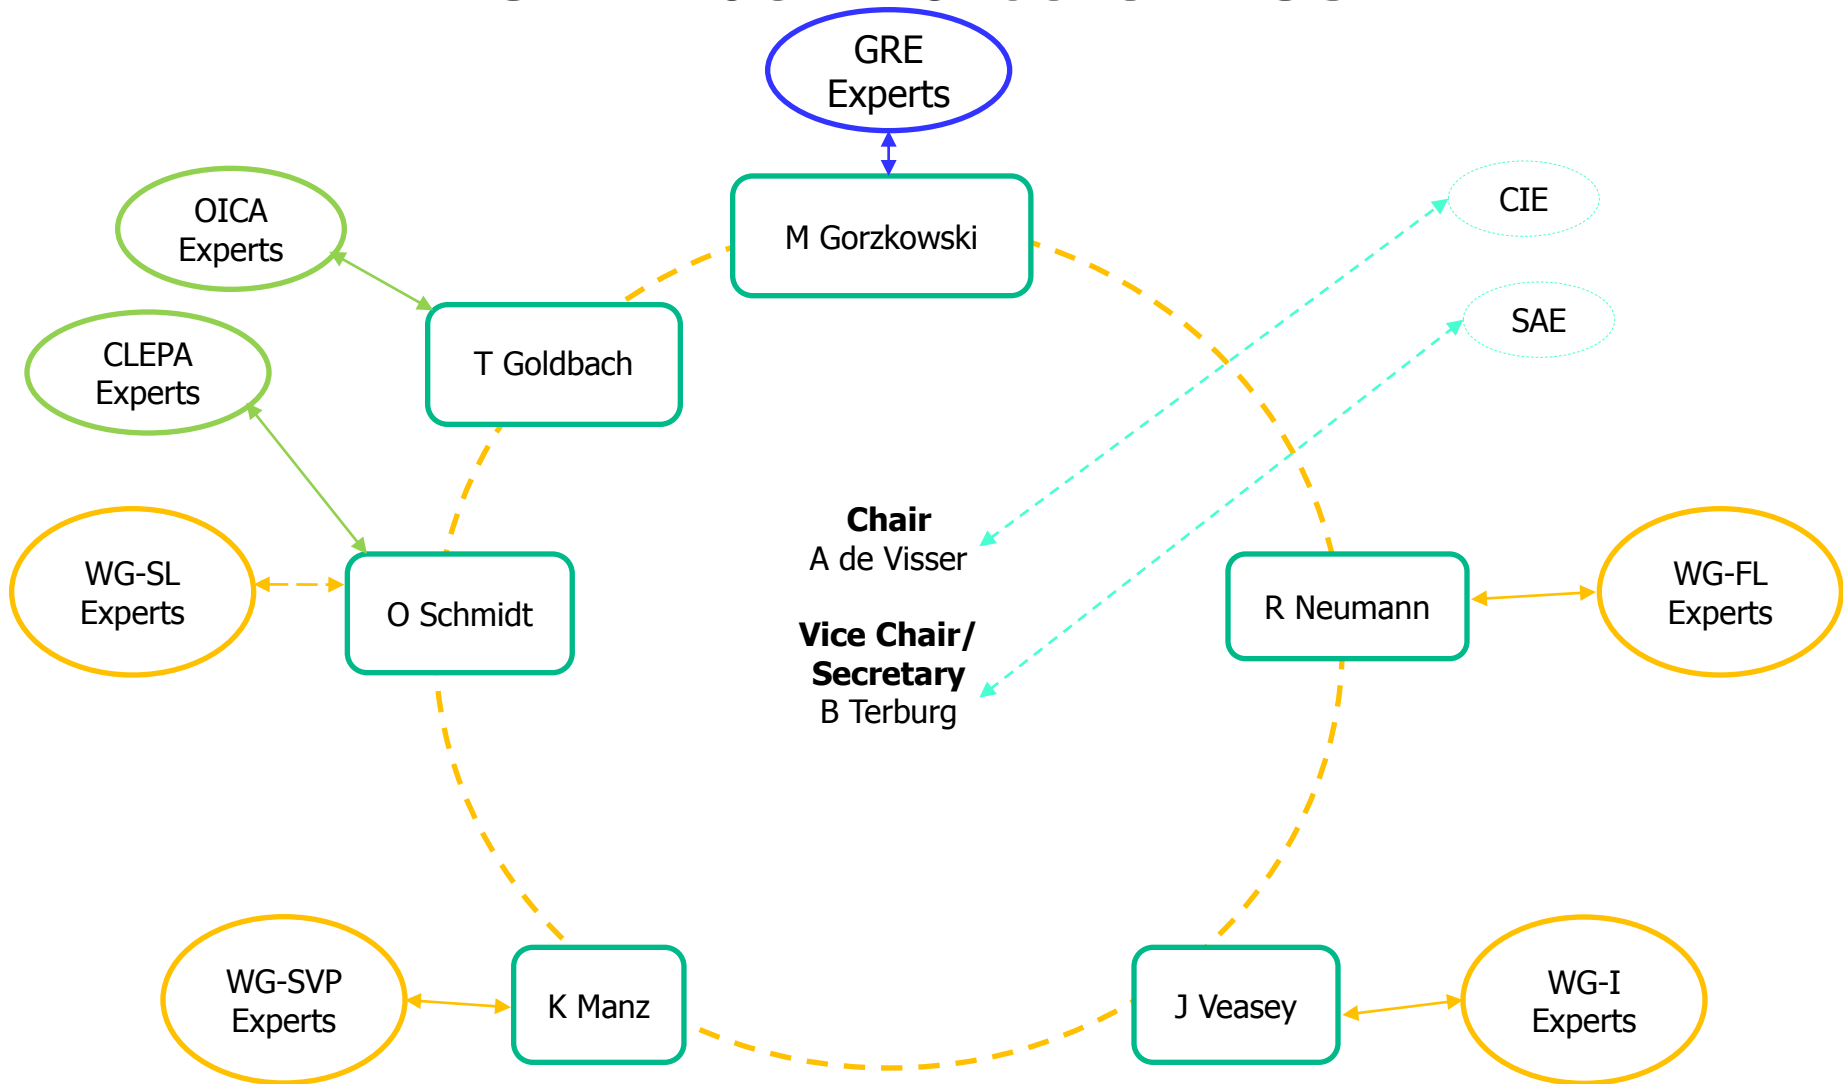 GRE
Experts
M Gorzkowski
OICA
Experts
CIE
SAE
T Goldbach
CLEPA
Experts
Chair
A de Visser
WG-SL
Experts
O Schmidt
R Neumann
WG-FL
Experts
Vice Chair/
Secretary
B Terburg
WG-SVP
Experts
K Manz
J Veasey
WG-I
Experts